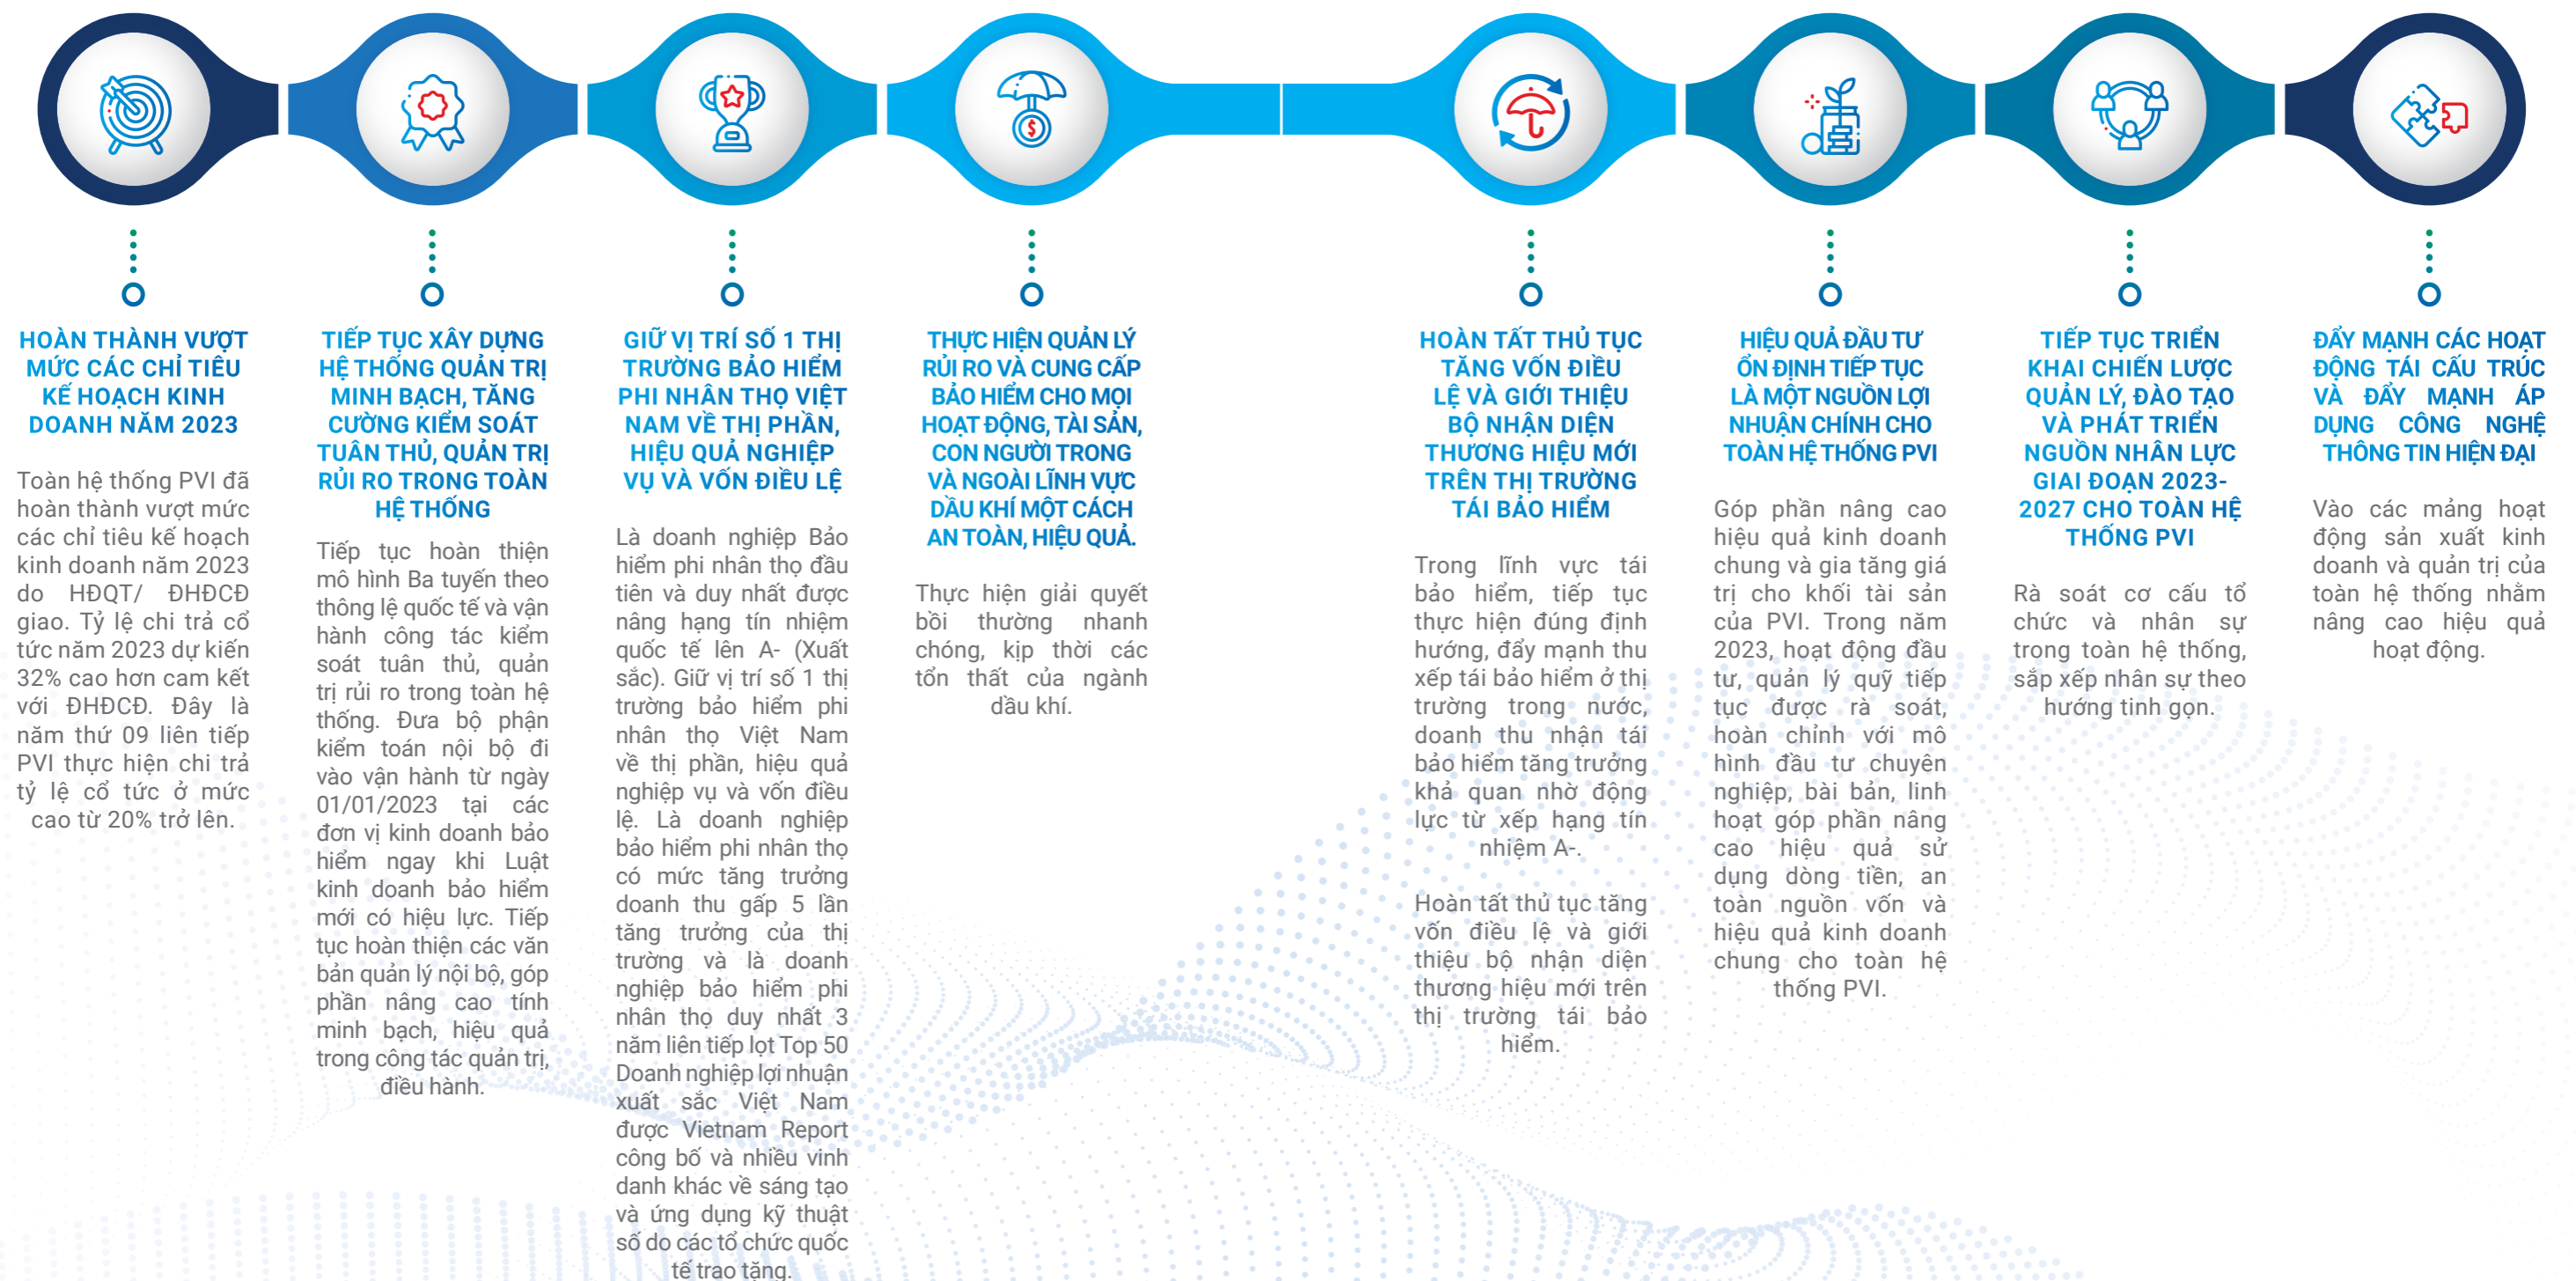 HOÀN THÀNH VƯỢT
MỨC CÁC CHỈ TIÊU
KẾ HOẠCH KINH
DOANH NĂM 2023
Toàn hệ thống PVI đã
hoàn thành vượt mức
các chỉ tiêu kế hoạch
kinh doanh năm 2023
do HĐQT/ ĐHĐCĐ
giao. Tỷ lệ chi trả cổ
tức năm 2023 dự kiến
32% cao hơn cam kết
với ĐHĐCĐ. Đây là
năm thứ 09 liên tiếp
PVI thực hiện chi trả
tỷ lệ cổ tức ở mức
cao từ 20% trở lên.
TIẾP TỤC XÂY DỰNG
HỆ THỐNG QUẢN TRỊ
MINH BẠCH, TĂNG
CƯỜNG KIỂM SOÁT
TUÂN THỦ, QUẢN TRỊ
RỦI RO TRONG TOÀN
HỆ THỐNG
Tiếp tục hoàn thiện
mô hình Ba tuyến theo
thông lệ quốc tế và vận
hành công tác kiểm
soát tuân thủ, quản
trị rủi ro trong toàn hệ
thống. Đưa bộ phận
kiểm toán nội bộ đi
vào vận hành từ ngày
01/01/2023 tại các
đơn vị kinh doanh bảo
hiểm ngay khi Luật
kinh doanh bảo hiểm
mới có hiệu lực. Tiếp
tục hoàn thiện các văn
bản quản lý nội bộ, góp
phần nâng cao tính
minh bạch, hiệu quả
trong công tác quản trị,
điều hành.
GIỮ VỊ TRÍ SỐ 1 THỊ
TRƯỜNG BẢO HIỂM
PHI NHÂN THỌ VIỆT
NAM VỀ THỊ PHẦN,
HIỆU QUẢ NGHIỆP
VỤ VÀ VỐN ĐIỀU LỆ
Là doanh nghiệp Bảo
hiểm phi nhân thọ đầu
tiên và duy nhất được
nâng hạng tín nhiệm
quốc tế lên A- (Xuất
sắc). Giữ vị trí số 1 thị
trường bảo hiểm phi
nhân thọ Việt Nam
về thị phần, hiệu quả
nghiệp vụ và vốn điều
lệ. Là doanh nghiệp
bảo hiểm phi nhân thọ
có mức tăng trưởng
doanh thu gấp 5 lần
tăng trưởng của thị
trường và là doanh
nghiệp bảo hiểm phi
nhân thọ duy nhất 3
năm liên tiếp lọt Top 50
Doanh nghiệp lợi nhuận
xuất sắc Việt Nam
được Vietnam Report
công bố và nhiều vinh
danh khác về sáng tạo
và ứng dụng kỹ thuật
số do các tổ chức quốc
tế trao tặng.
THỰC HIỆN QUẢN LÝ
RỦI RO VÀ CUNG CẤP
BẢO HIỂM CHO MỌI
HOẠT ĐỘNG, TÀI SẢN,
CON NGƯỜI TRONG
VÀ NGOÀI LĨNH VỰC
DẦU KHÍ MỘT CÁCH
AN TOÀN, HIỆU QUẢ.
Thực hiện giải quyết
bồi thường nhanh
chóng, kịp thời các
tổn thất của ngành
dầu khí.
HOÀN TẤT THỦ TỤC
TĂNG VỐN ĐIỀU
LỆ VÀ GIỚI THIỆU
BỘ NHẬN DIỆN
THƯƠNG HIỆU MỚI
TRÊN THỊ TRƯỜNG
TÁI BẢO HIỂM
Trong lĩnh vực tái
bảo hiểm, tiếp tục
thực hiện đúng định
hướng, đẩy mạnh thu
xếp tái bảo hiểm ở thị
trường trong nước,
doanh thu nhận tái
bảo hiểm tăng trưởng
khả quan nhờ động
lực từ xếp hạng tín
nhiệm A-.
Hoàn tất thủ tục tăng
vốn điều lệ và giới
thiệu bộ nhận diện
thương hiệu mới trên
thị trường tái bảo
hiểm.
HIỆU QUẢ ĐẦU TƯ
ỔN ĐỊNH TIẾP TỤC
LÀ MỘT NGUỒN LỢI
NHUẬN CHÍNH CHO
TOÀN HỆ THỐNG PVI
Góp phần nâng cao
hiệu quả kinh doanh
chung và gia tăng giá
trị cho khối tài sản
của PVI. Trong năm
2023, hoạt động đầu
tư, quản lý quỹ tiếp
tục được rà soát,
hoàn chỉnh với mô
hình đầu tư chuyên
nghiệp, bài bản, linh
hoạt góp phần nâng
cao hiệu quả sử
dụng dòng tiền, an
toàn nguồn vốn và
hiệu quả kinh doanh
chung cho toàn hệ
thống PVI.
TIẾP TỤC TRIỂN
KHAI CHIẾN LƯỢC
QUẢN LÝ, ĐÀO TẠO
VÀ PHÁT TRIỂN
NGUỒN NHÂN LỰC
GIAI ĐOẠN 2023-
2027 CHO TOÀN HỆ
THỐNG PVI
Rà soát cơ cấu tổ
chức và nhân sự
trong toàn hệ thống,
sắp xếp nhân sự theo
hướng tinh gọn.
ĐẨY MẠNH CÁC HOẠT
ĐỘNG TÁI CẤU TRÚC
VÀ ĐẨY MẠNH ÁP
DỤNG CÔNG NGHỆ
THÔNG TIN HIỆN ĐẠI
Vào các mảng hoạt
động sản xuất kinh
doanh và quản trị của
toàn hệ thống nhằm
nâng cao hiệu quả
hoạt động.